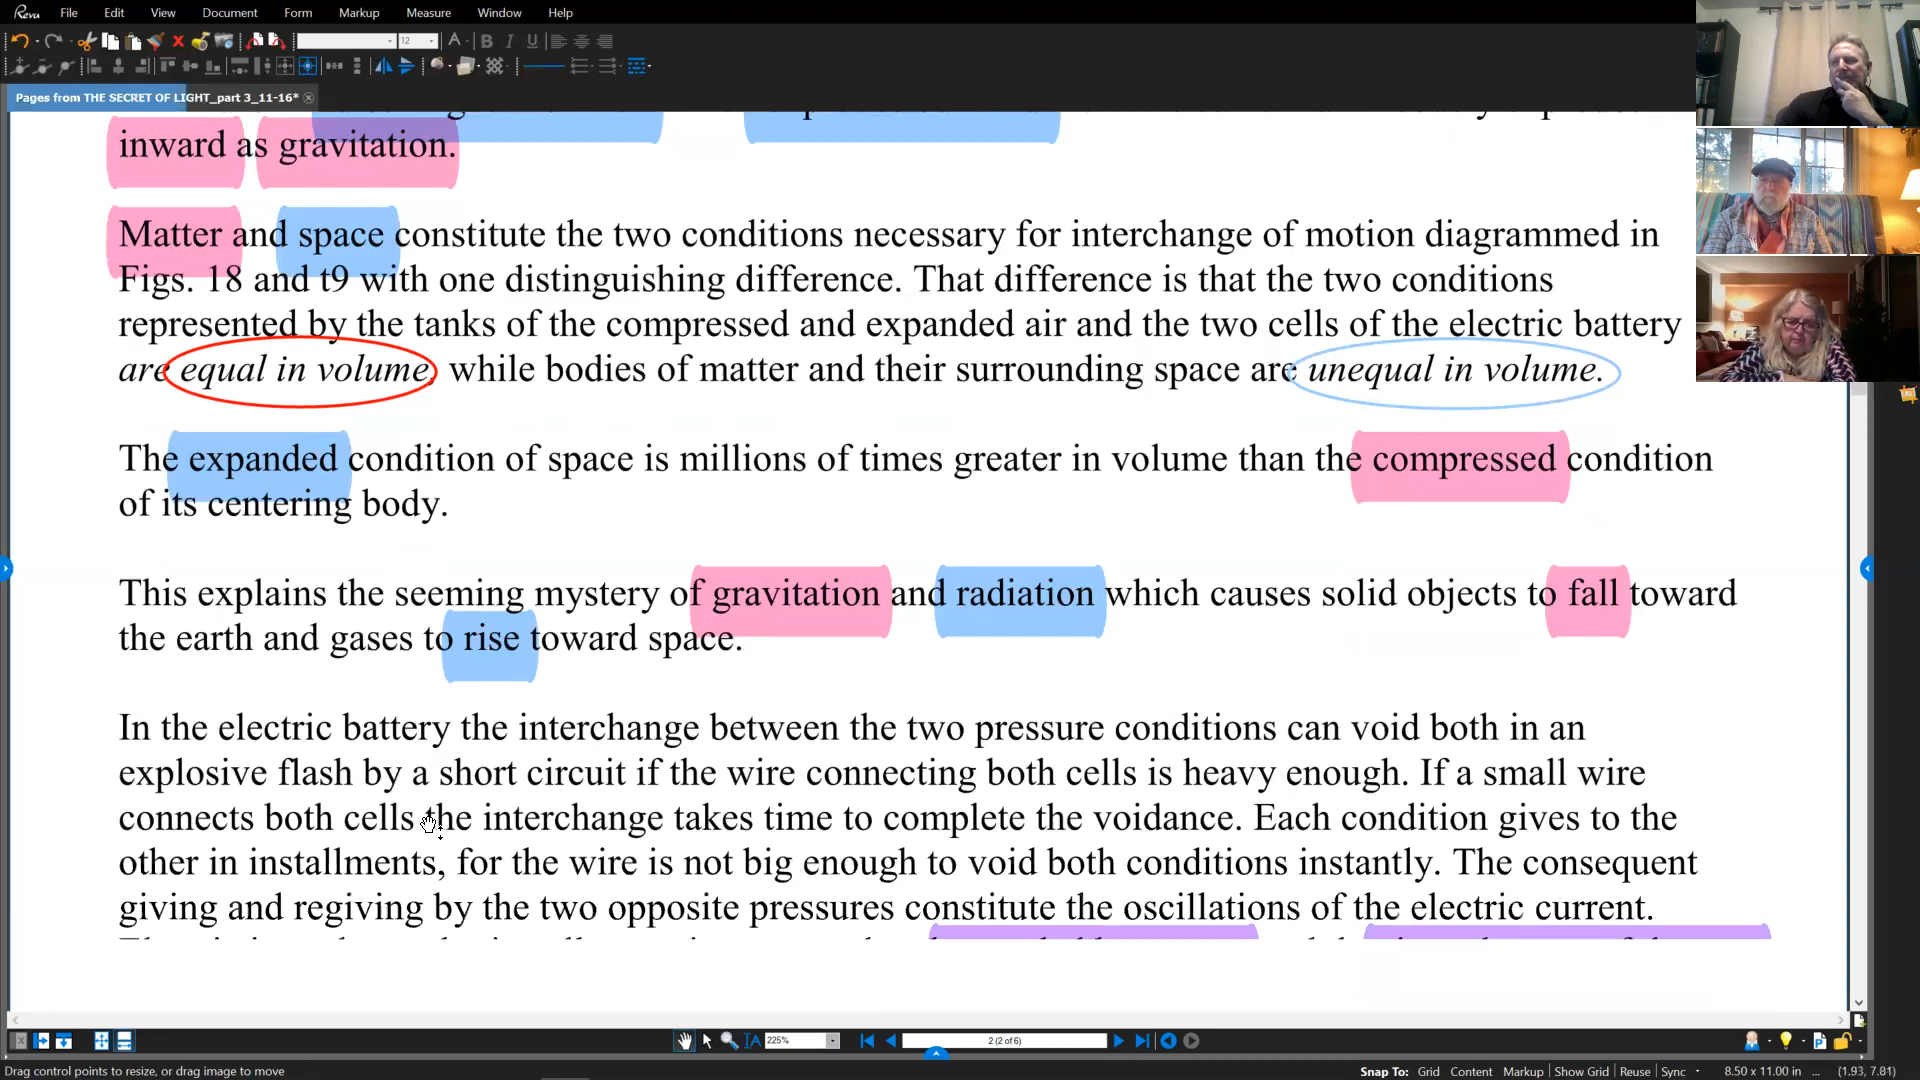 Revu File Edit View Document Form Markup Measure Window Help
12
Pages from THE SECRET OF LIGHT_part 3_11-16*
inward as gravitation.
Matter and space constitute the two conditions necessary for interchange of motion diagrammed in
Figs. 18 and t9 with one distinguishing difference. That difference is that the two conditions
represented by the tanks of the compressed and expanded air and the two cells of the electric battery
are equal in volume, while bodies of matter and their surrounding space are unequal in volume.
The expanded condition of space is millions of times greater in volume than the compressed condition
of its centering body.
This explains the seeming mystery of gravitation and radiation which causes solid objects to fall toward
the earth and gases to rise toward space.
In the electric battery the interchange between the two pressure conditions can void both in an
explosive flash by a short circuit if the wire connecting both cells is heavy enough. If a small wire
connects both cells the interchange takes time to complete the voidance. Each condition gives to the
other in installments, for the wire is not big enough to void both conditions instantly. The consequent
giving and regiving by the two opposite pressures constitute the oscillations of the electric current.
225% 2 (2 of 6)
Drag control points to resize, or drag image to move Snap To: Grid Content Markup Show Grid Reuse Sync 8.50 x 11.00 in ... (1.93, 7.81)